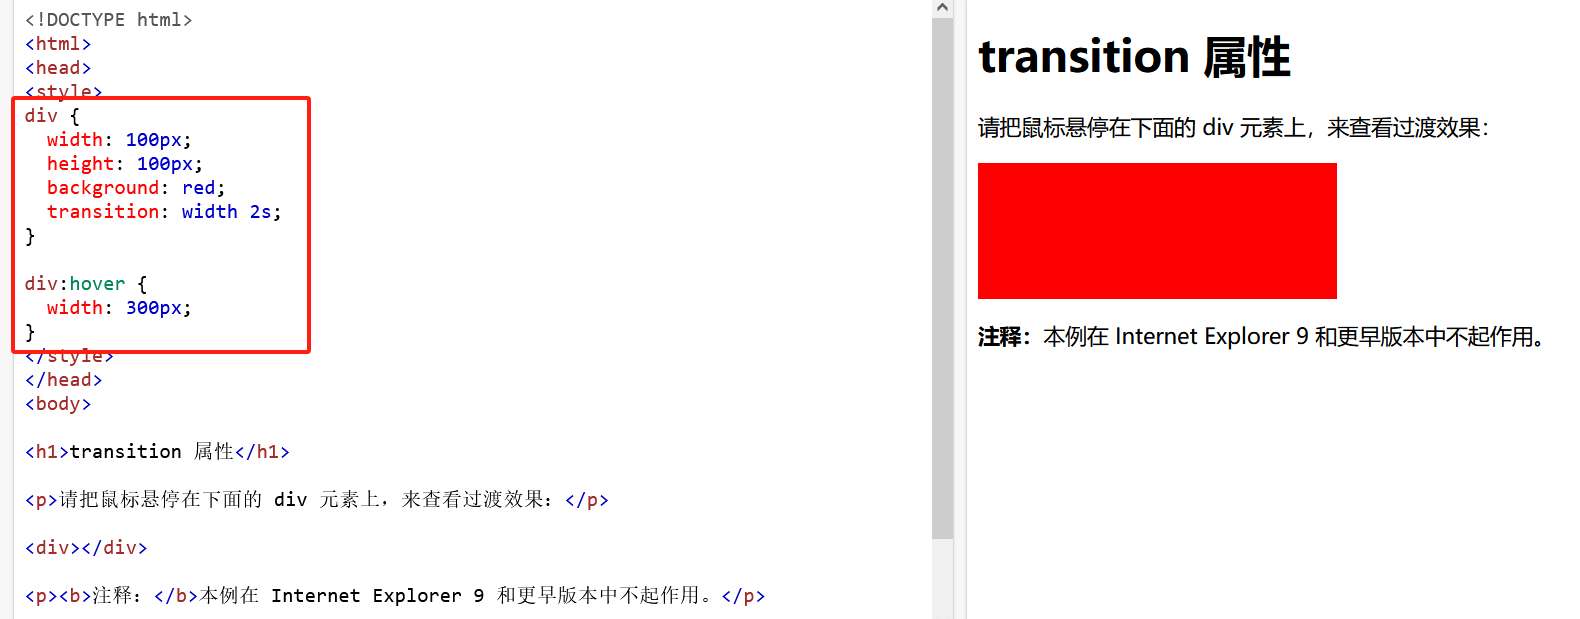 <!DOCTYPE html>
<html>
<head>
<style>
div {
  width: 100px;
  height: 100px;
  background: red;
  transition: width 2s;
}
div:hover {
  width: 300px;
}
</style>
</head>
<body>
<h1>transition 属性</h1>
<p>请把鼠标悬停在下面的 div 元素上，来查看过渡效果：</p>
<div></div>
<p><b>注释：</b>本例在 Internet Explorer 9 和更早版本中不起作用。</p>
transition 属性
请把鼠标悬停在下面的 div 元素上，来查看过渡效果：
注释：本例在 Internet Explorer 9 和更早版本中不起作用。